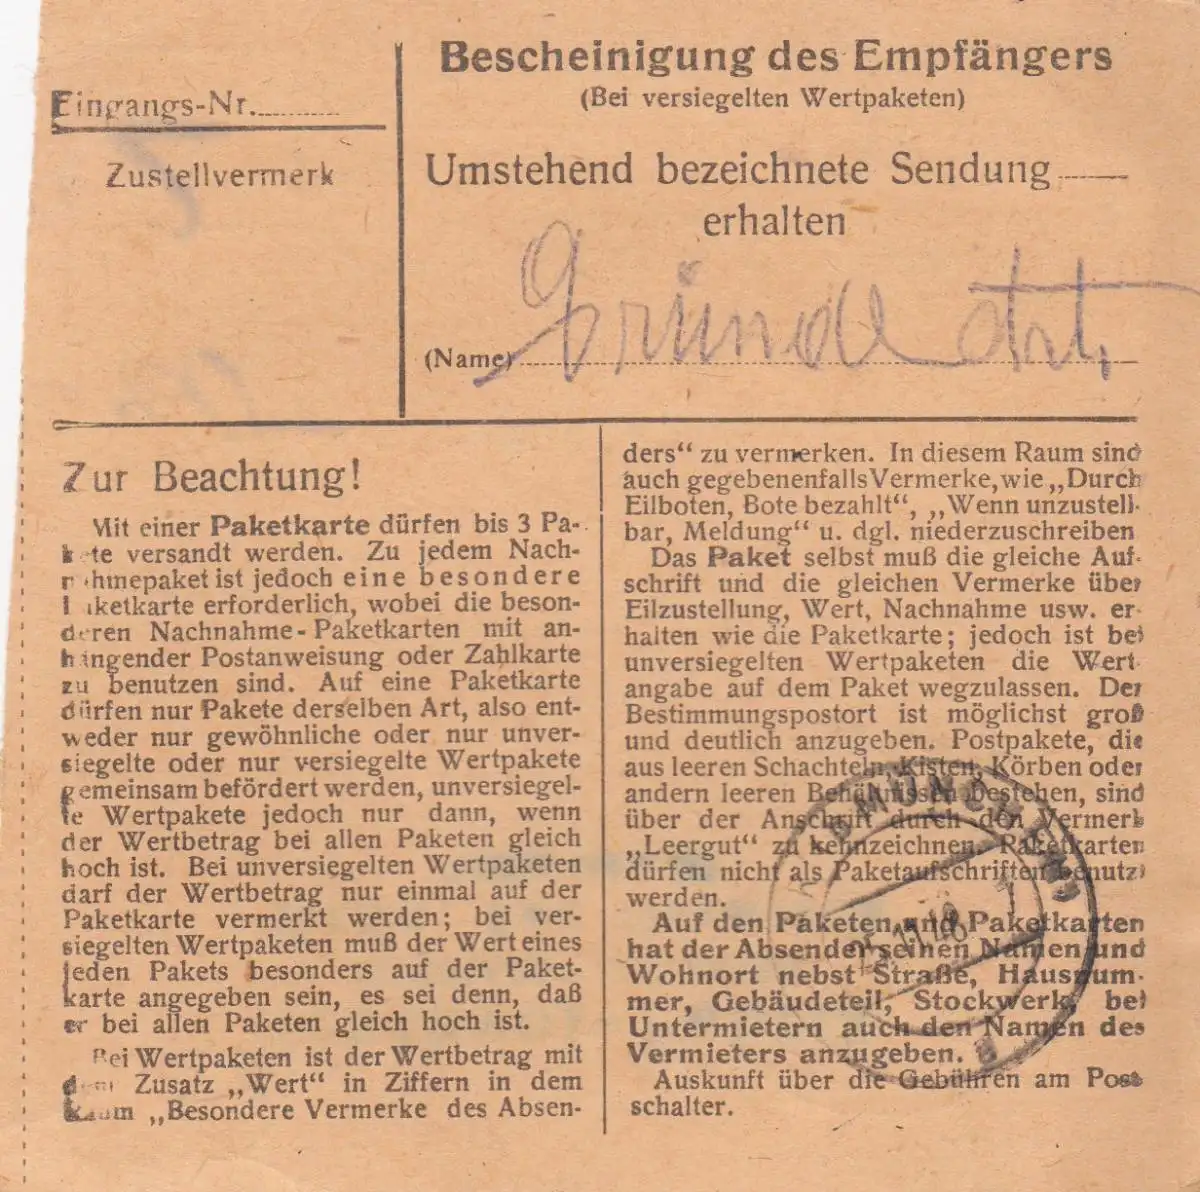 Bescheinigung des Empfängers
(Bei versiegelten Wertpaketen)
Eingangs-Nr.
Zustellvermerk
Umstehend bezeichnete Sendung
erhalten
(Name) Gründl
Zur Beachtung!
Mit einer Paketkarte dürfen bis 3 Pa-
kete versandt werden. Zu jedem Nach-
nahmepaket ist jedoch eine besondere
Paketkarte erforderlich, wobei die beson-
deren Nachnahme-Paketkarten mit an-
hängender Postanweisung oder Zahlkarte
zu benutzen sind. Auf eine Paketkarte
dürfen nur Pakete derselben Art, also ent-
weder nur gewöhnliche oder nur unver-
siegelte oder nur versiegelte Wertpakete
gemeinsam befördert werden, unversiegel-
te Wertpakete jedoch nur dann, wenn
der Wertbetrag bei allen Paketen gleich
hoch ist. Bei unversiegelten Wertpaketen
darf der Wertbetrag nur einmal auf der
Paketkarte vermerkt werden; bei ver-
siegelten Wertpaketen muß der Wert eines
jeden Pakets besonders auf der Paket-
karte angegeben sein, es sei denn, daß
er bei allen Paketen gleich hoch ist.
Bei Wertpaketen ist der Wertbetrag mit
dem Zusatz „Wert“ in Ziffern in dem
Raum „Besondere Vermerke des Absen-
ders“ zu vermerken. In diesem Raum sind
auch gegebenenfalls Vermerke, wie „Durch
Eilboten, Bote bezahlt“, „Wenn unzustell-
bar, Meldung“ u. dgl. niederzuschreiben
Das Paket selbst muß die gleiche Auf-
schrift und die gleichen Vermerke über
Eilzustellung, Wert, Nachnahme usw. er-
halten wie die Paketkarte; jedoch ist bei
unversiegelten Wertpaketen die Wert-
angabe auf dem Paket wegzulassen. Der
Bestimmungspostort ist möglichst groß
und deutlich anzugeben. Postpakete, die
aus leeren Schachteln, Kisten, Körben oder
andern leeren Behältnissen bestehen, sind
über der Anschrift durch den Vermerk
„Leergut“ zu kennzeichnen. Paketkarten
dürfen nicht als Paketaufschriften benutzt
werden.
Auf den Paketen und Paketkarten
hat der Absender seinen Namen und
Wohnort nebst Straße, Hausnum-
mer, Gebäudeteil, Stockwerk, bei
Untermietern auch den Namen des
Vermieters anzugeben.
Auskunft über die Gebühren am Post-
schalter.
MÜNCHEN